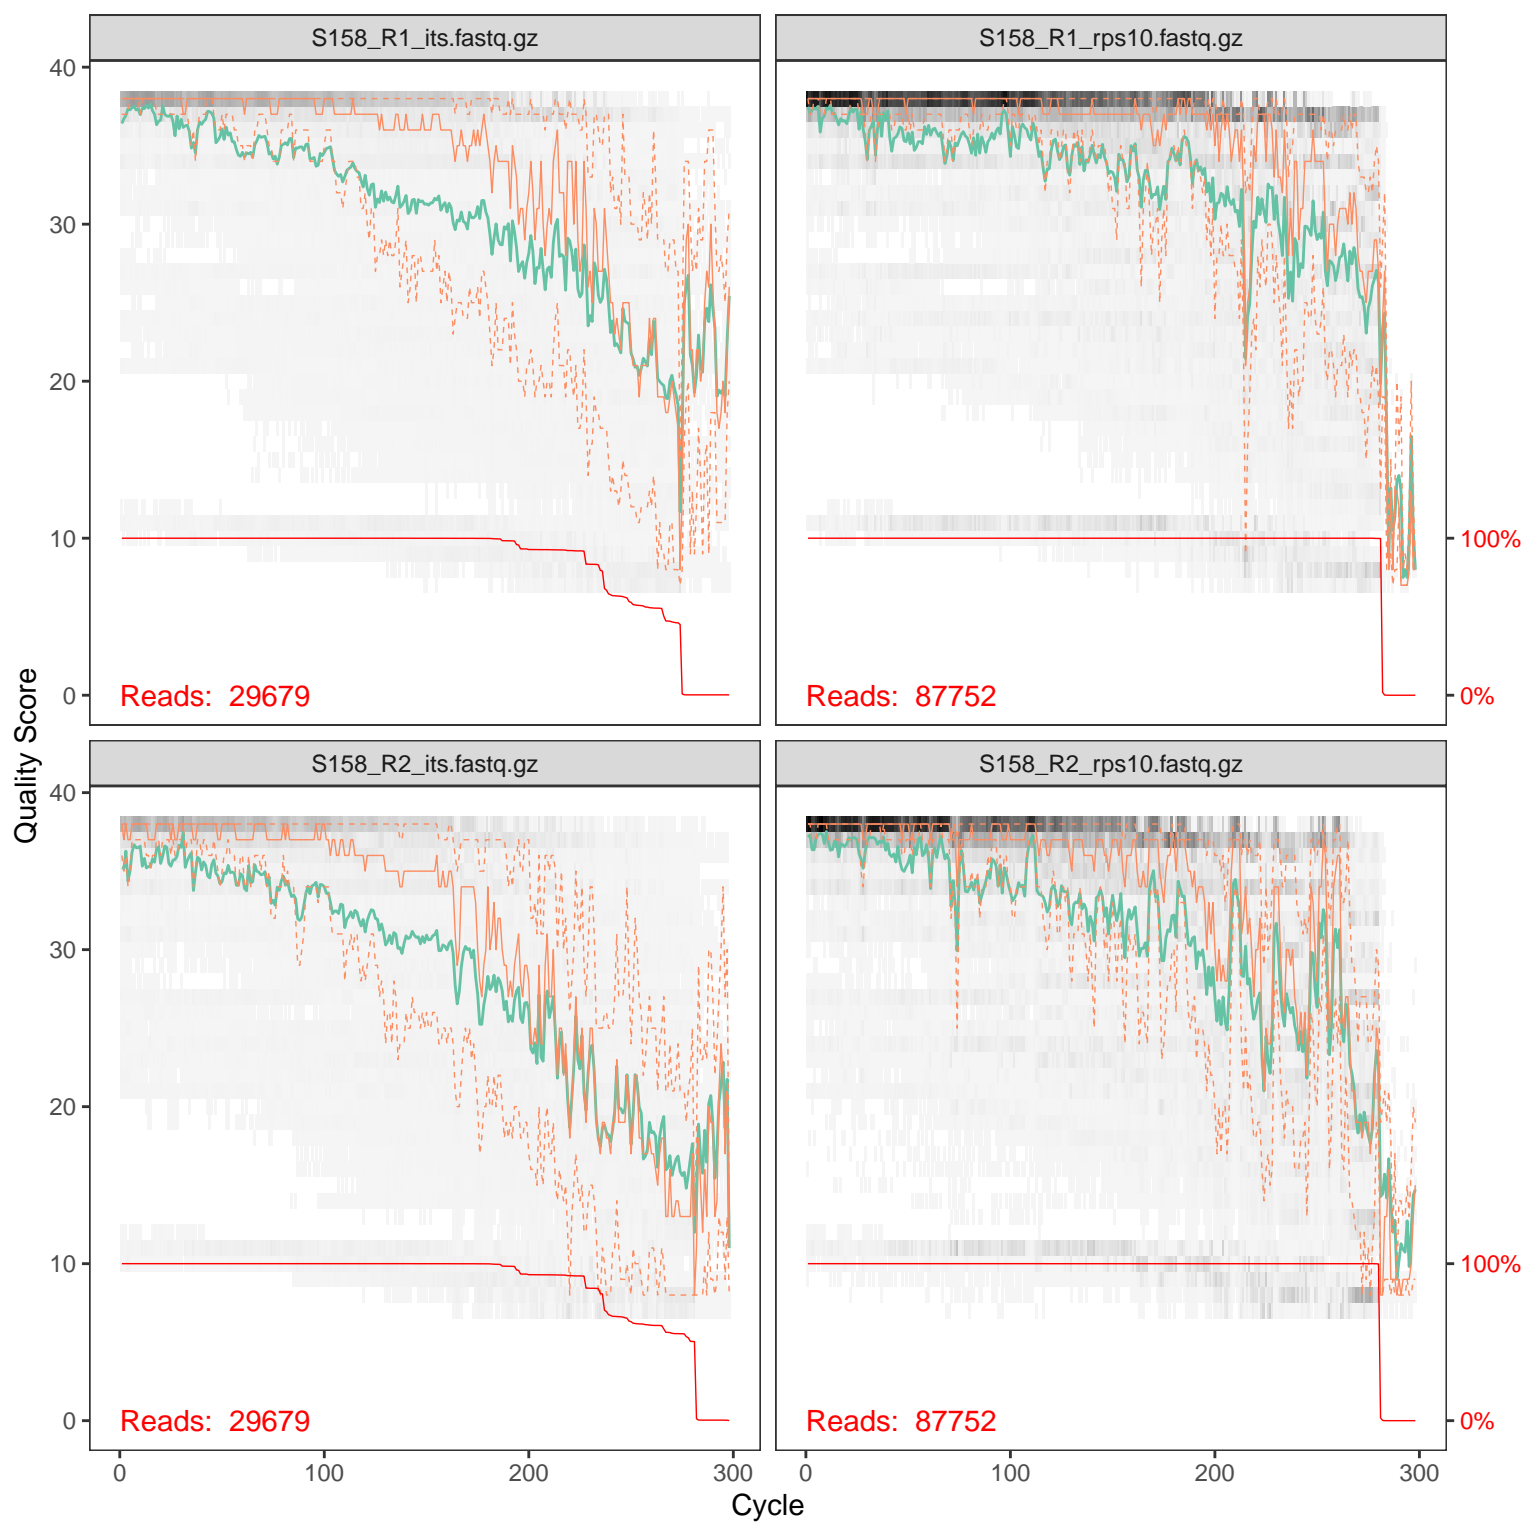 S158_R1_its.fastq.gz
S158_R1_rps10.fastq.gz
40
30
20
10
0
100%
0%
Reads: 29679
Reads: 87752
Quality Score
S158_R2_its.fastq.gz
S158_R2_rps10.fastq.gz
40
30
20
10
0
100%
0%
Reads: 29679
Reads: 87752
0 100 200 300
0 100 200 300
Cycle